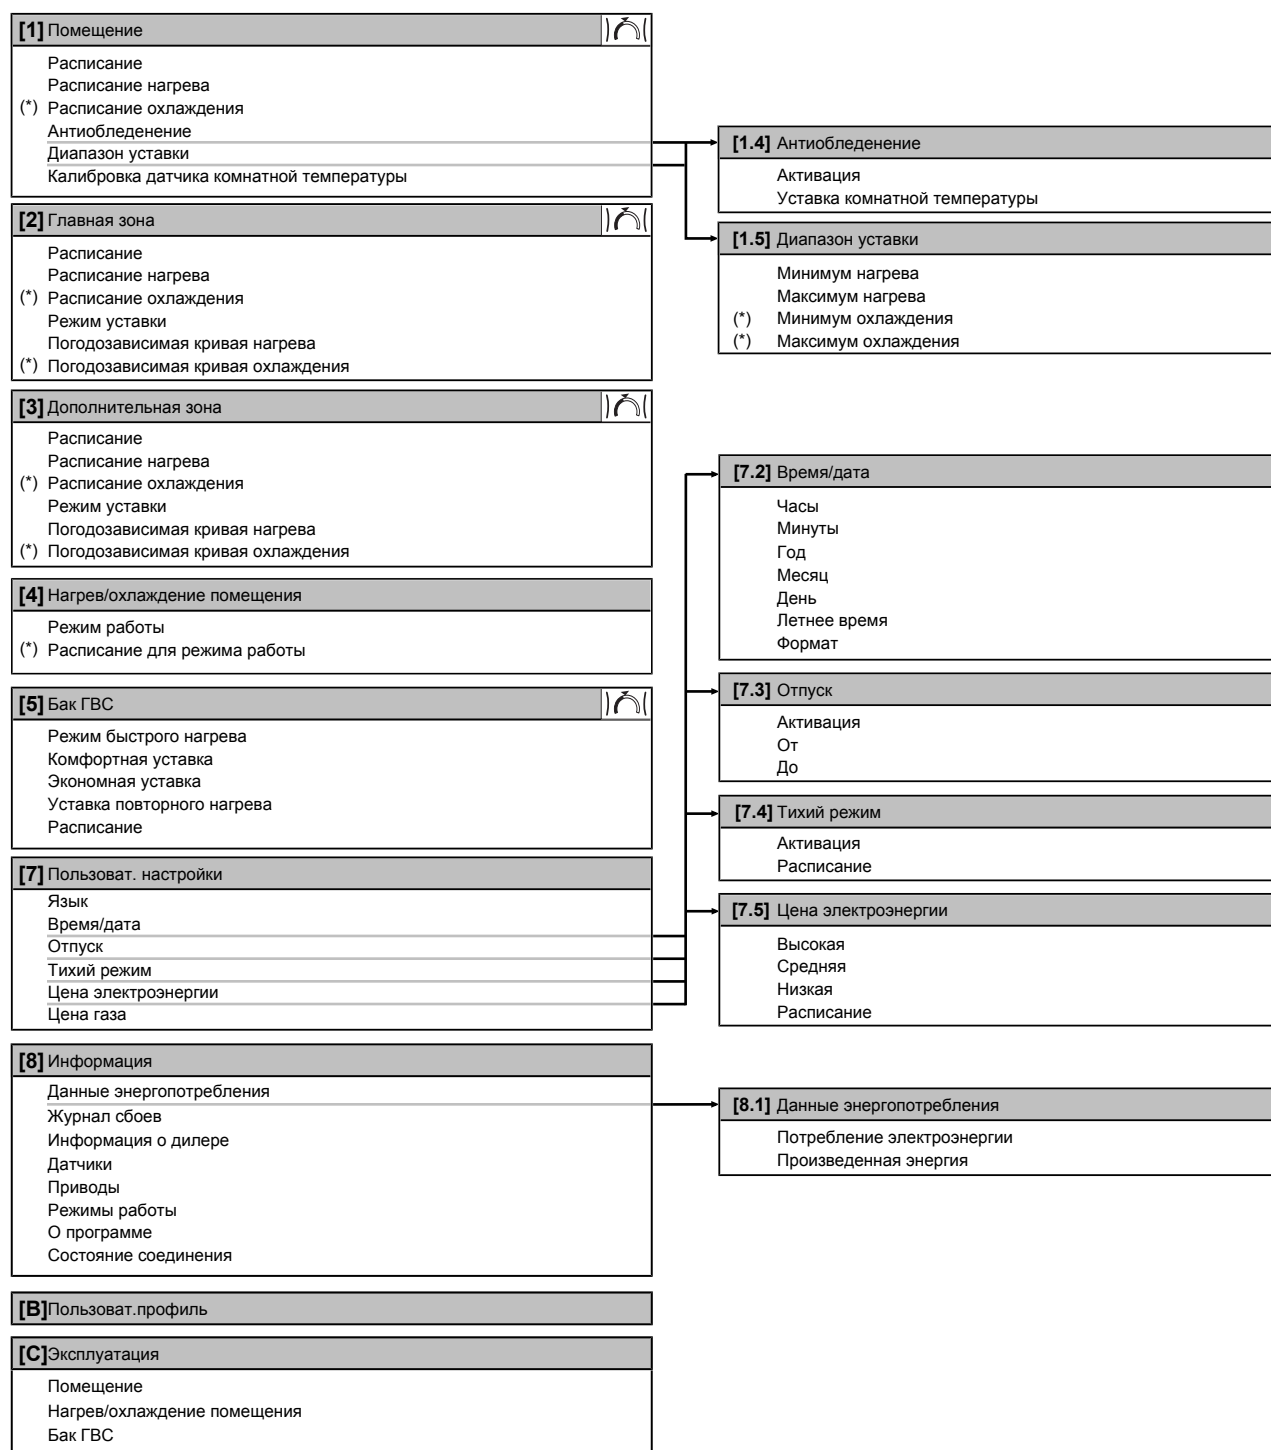 [1] Помещение
Расписание
Расписание нагрева
(*) Расписание охлаждения
Антиобледенение
Диапазон уставки
Калибровка датчика комнатной температуры
[1.4] Антиобледенение
Активация
Уставка комнатной температуры
[1.5] Диапазон уставки
Минимум нагрева
Максимум нагрева
(*) Минимум охлаждения
(*) Максимум охлаждения
[2] Главная зона
Расписание
Расписание нагрева
(*) Расписание охлаждения
Режим уставки
Погодозависимая кривая нагрева
(*) Погодозависимая кривая охлаждения
[3] Дополнительная зона
Расписание
Расписание нагрева
(*) Расписание охлаждения
Режим уставки
Погодозависимая кривая нагрева
(*) Погодозависимая кривая охлаждения
[4] Нагрев/охлаждение помещения
Режим работы
(*) Расписание для режима работы
[5] Бак ГВС
Режим быстрого нагрева
Комфортная уставка
Экономная уставка
Уставка повторного нагрева
Расписание
[7] Пользоват. настройки
Язык
Время/дата
Отпуск
Тихий режим
Цена электроэнергии
Цена газа
[7.2] Время/дата
Часы
Минуты
Год
Месяц
День
Летнее время
Формат
[7.3] Отпуск
Активация
От
До
[7.4] Тихий режим
Активация
Расписание
[7.5] Цена электроэнергии
Высокая
Средняя
Низкая
Расписание
[8] Информация
Данные энергопотребления
Журнал сбоев
Информация о дилере
Датчики
Приводы
Режимы работы
О программе
Состояние соединения
[8.1] Данные энергопотребления
Потребление электроэнергии
Произведенная энергия
[B] Пользоват.профиль
[C] Эксплуатация
Помещение
Нагрев/охлаждение помещения
Бак ГВС